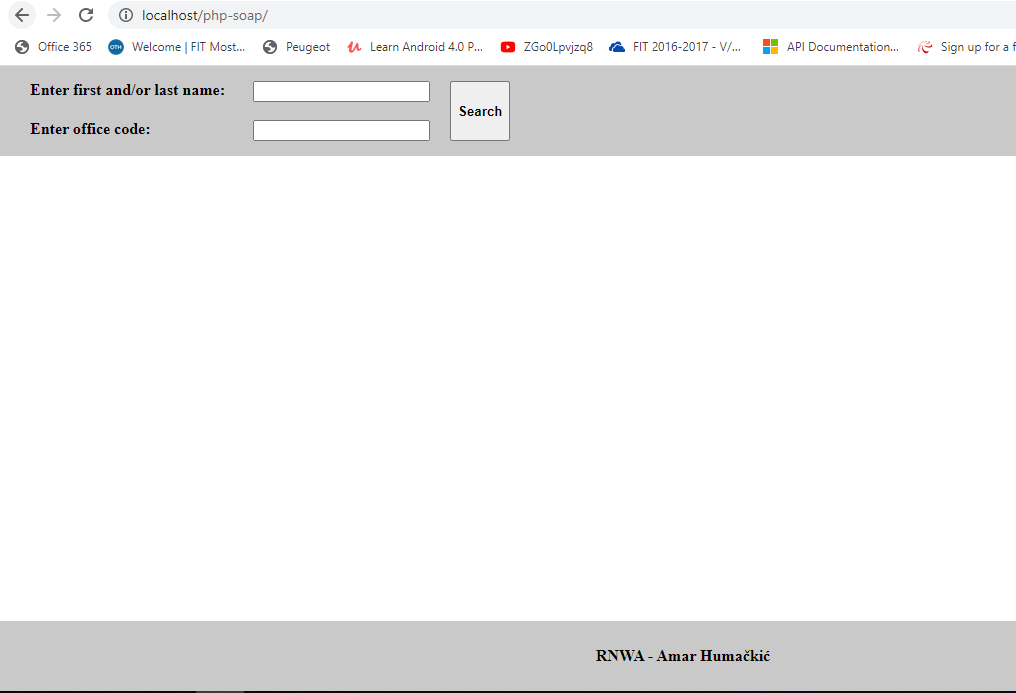 localhost/php-soap/
Office 365 OTH Welcome | FIT Most... Peugeot Learn Android 4.0 P... ZGo0Lpvjzq8 FIT 2016-2017 - V/... API Documentation... Sign up for a f
Enter first and/or last name:
Search
Enter office code:
RNWA - Amar Humačkić